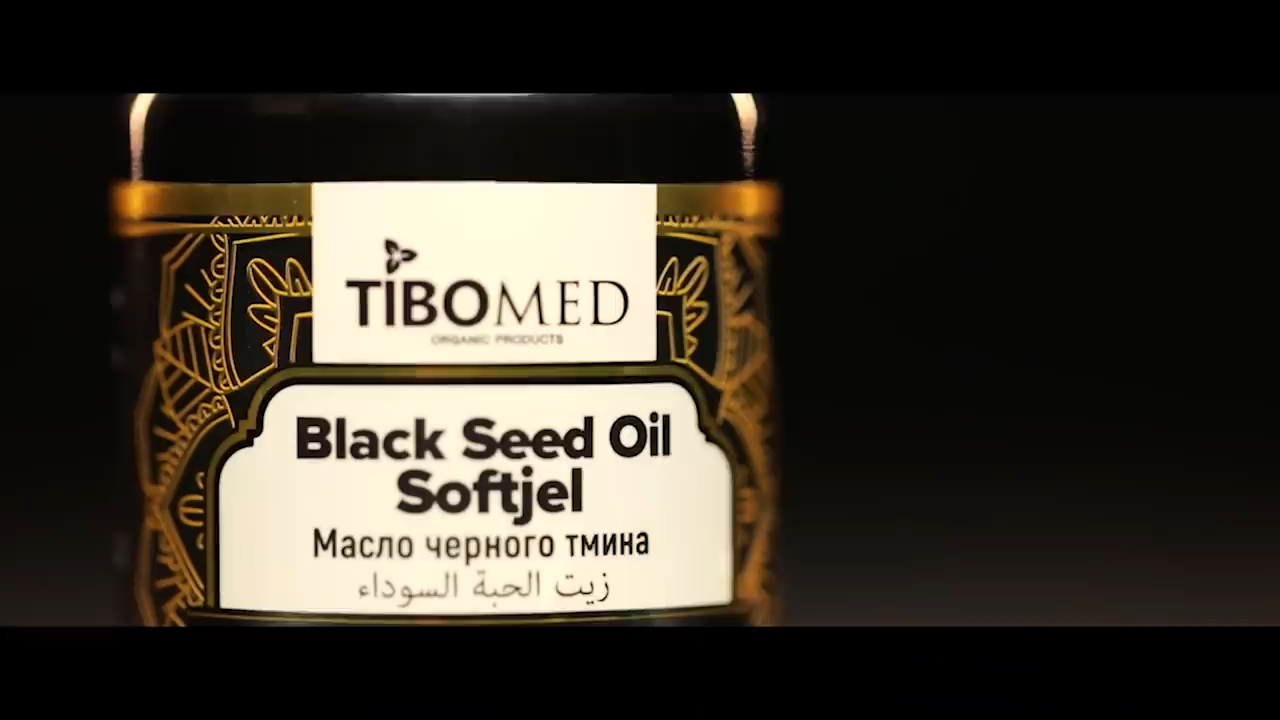 TIBOMED
ORGANIC PRODUCTS
Black Seed Oil
Softjel
Масло черного тмина
زيت الحبة السوداء